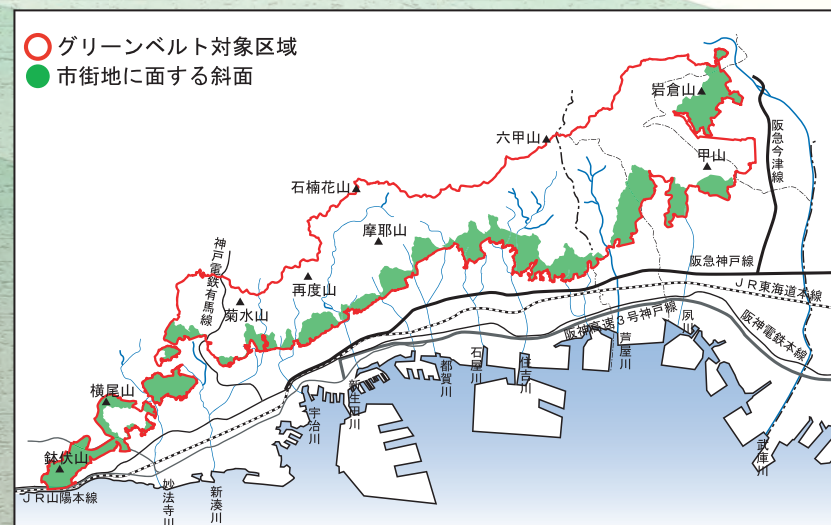 グリーンベルト対象区域
市街地に面する斜面
岩倉山
六甲山
阪急今津線
甲山
石楠花山
摩耶山
神戸電鉄有馬線
再度山
菊水山
阪急神戸線
JR東海道本線
阪神高速3号神戸線
夙川
阪神電鉄本線
芦屋川
石屋川
住吉川
都賀川
新生田川
宇治川
横尾山
鉢伏山
武庫川
JR山陽本線
妙法寺川
新湊川